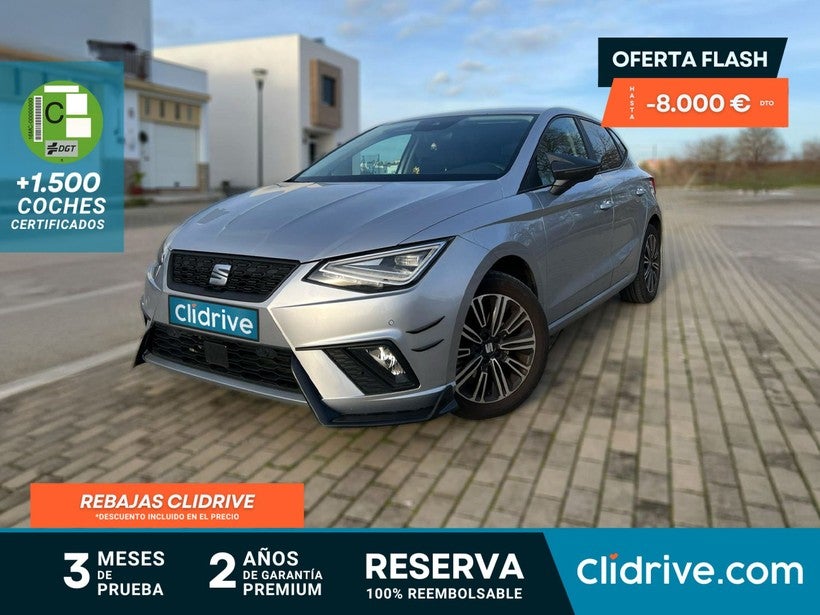 OFERTA FLASH
HASTA
-8.000 € DTO
C
DGT
+1.500
COCHES
CERTIFICADOS
Clidrive
REBAJAS CLIDRIVE
*DESCUENTO INCLUIDO EN EL PRECIO
3 MESES DE PRUEBA
2 AÑOS DE GARANTÍA PREMIUM
RESERVA
100% REEMBOLSABLE
Clidrive.com